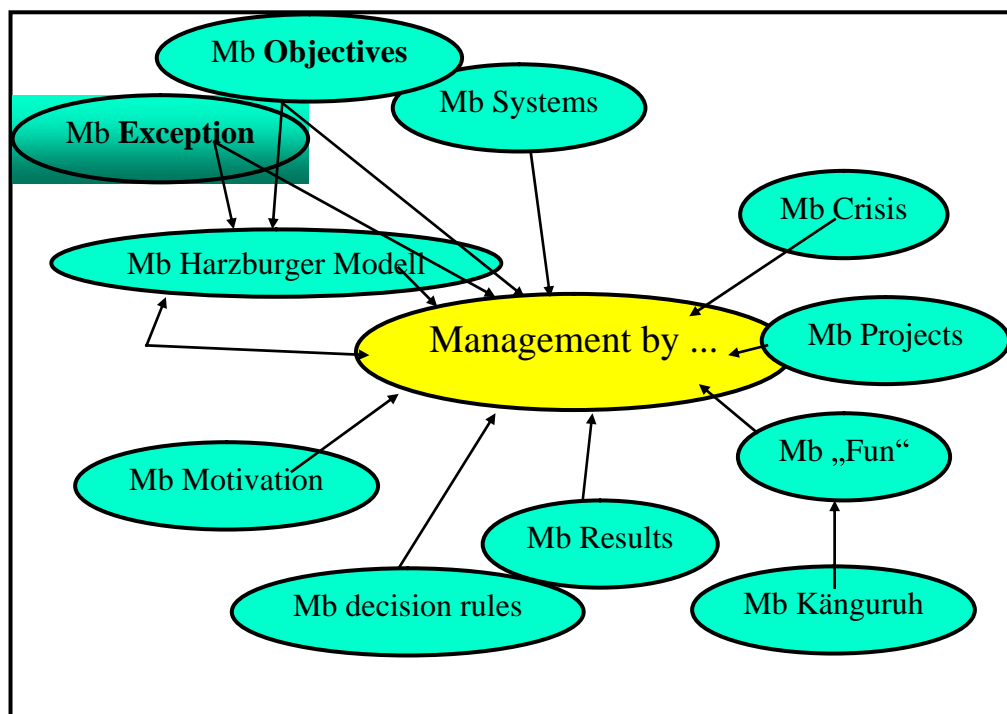 Mb Objectives
Mb Systems
Mb Exception
Mb Crisis
Mb Harzburger Modell
Management by ...
Mb Projects
Mb „Fun“
Mb Motivation
Mb Results
Mb decision rules
Mb Känguruh